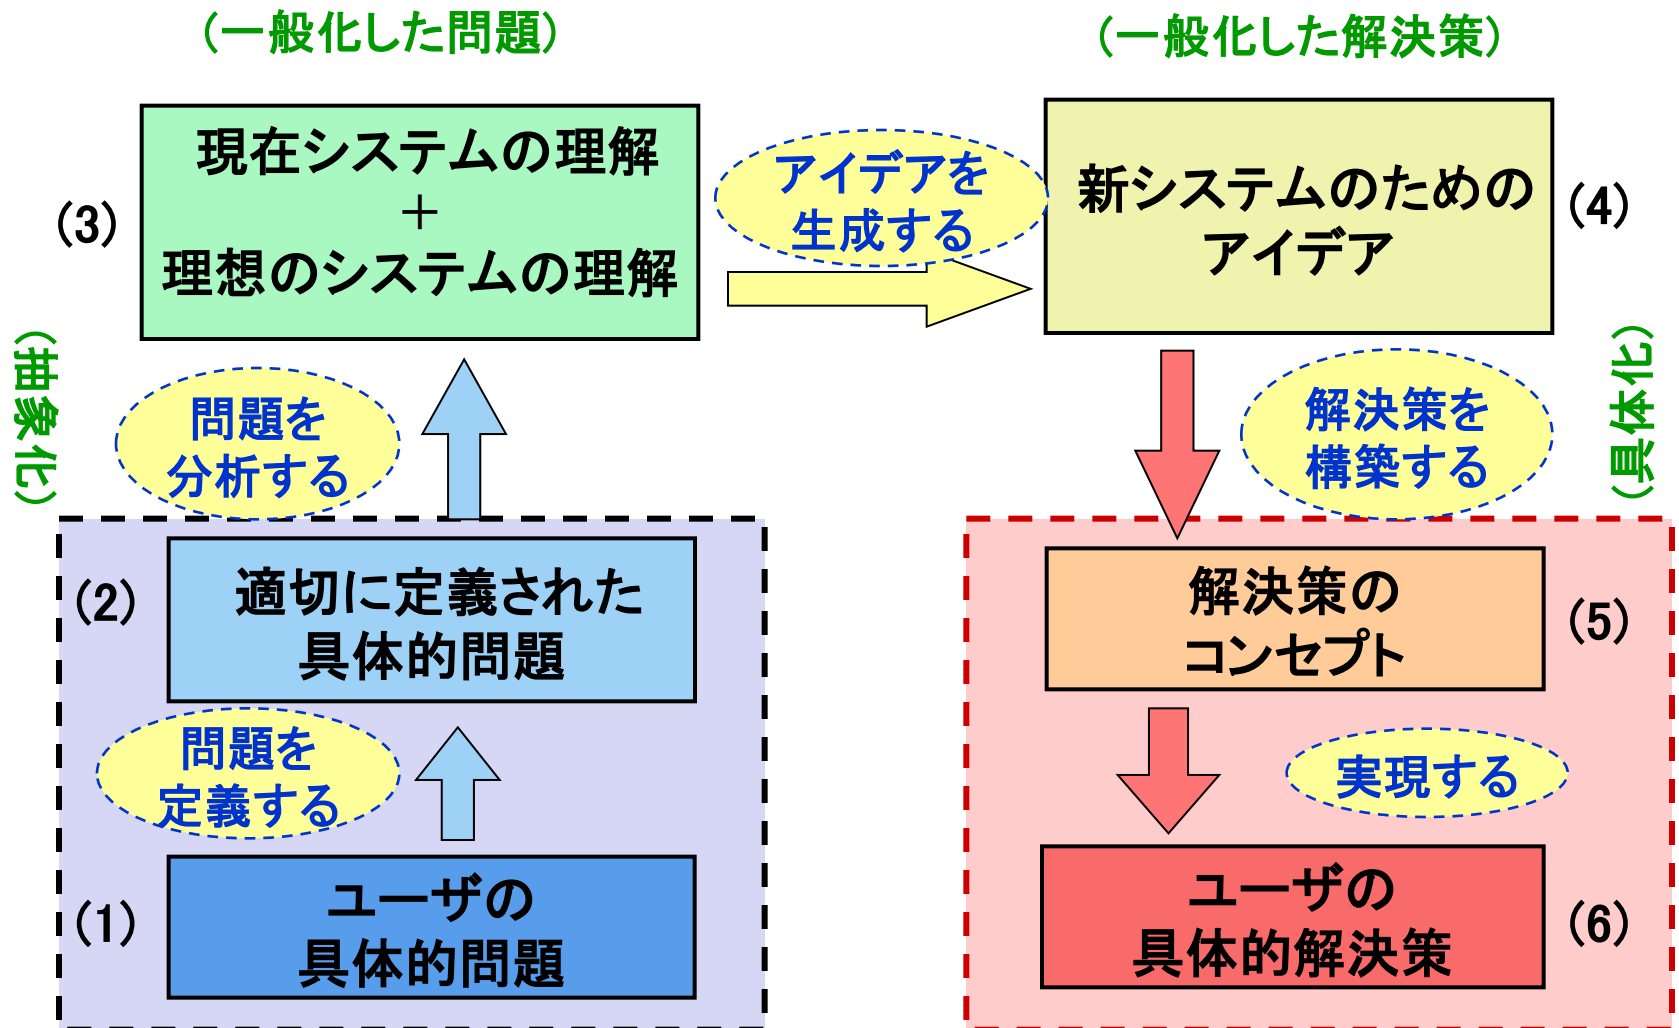 (一般化した問題)
(一般化した解決策)
現在システムの理解
+
理想のシステムの理解
(3)
アイデアを
生成する
新システムのための
アイデア
(4)
(抽象化)
問題を
分析する
解決策を
構築する
(具体化)
(2)
適切に定義された
具体的問題
解決策の
コンセプト
(5)
問題を
定義する
実現する
(1)
ユーザの
具体的問題
ユーザの
具体的解決策
(6)